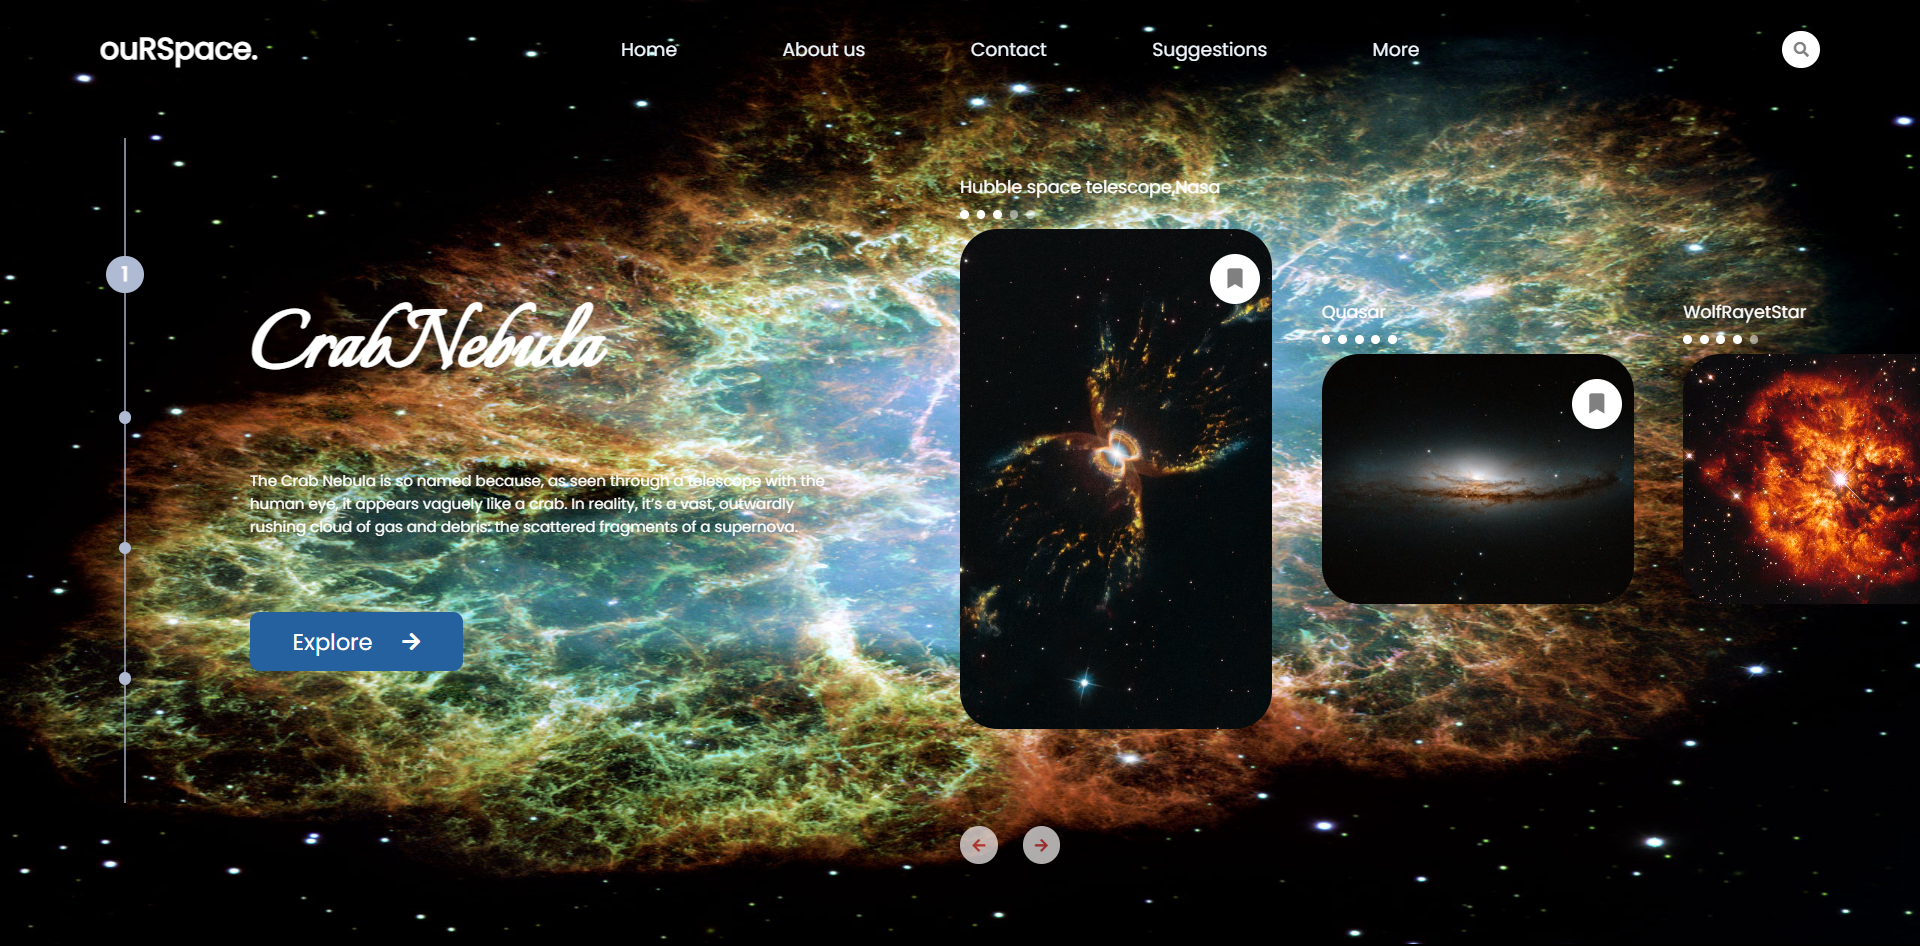 ouRSpace.
Home
About us
Contact
Suggestions
More
1
CrabNebula
The Crab Nebula is so named because, as seen through a telescope with the
human eye, it appears vaguely like a crab. In reality, it's a vast, outwardly
rushing cloud of gas and debris: the scattered fragments of a supernova.
Explore
Hubble space telescope,Nasa
Quasar
WolfRayetStar